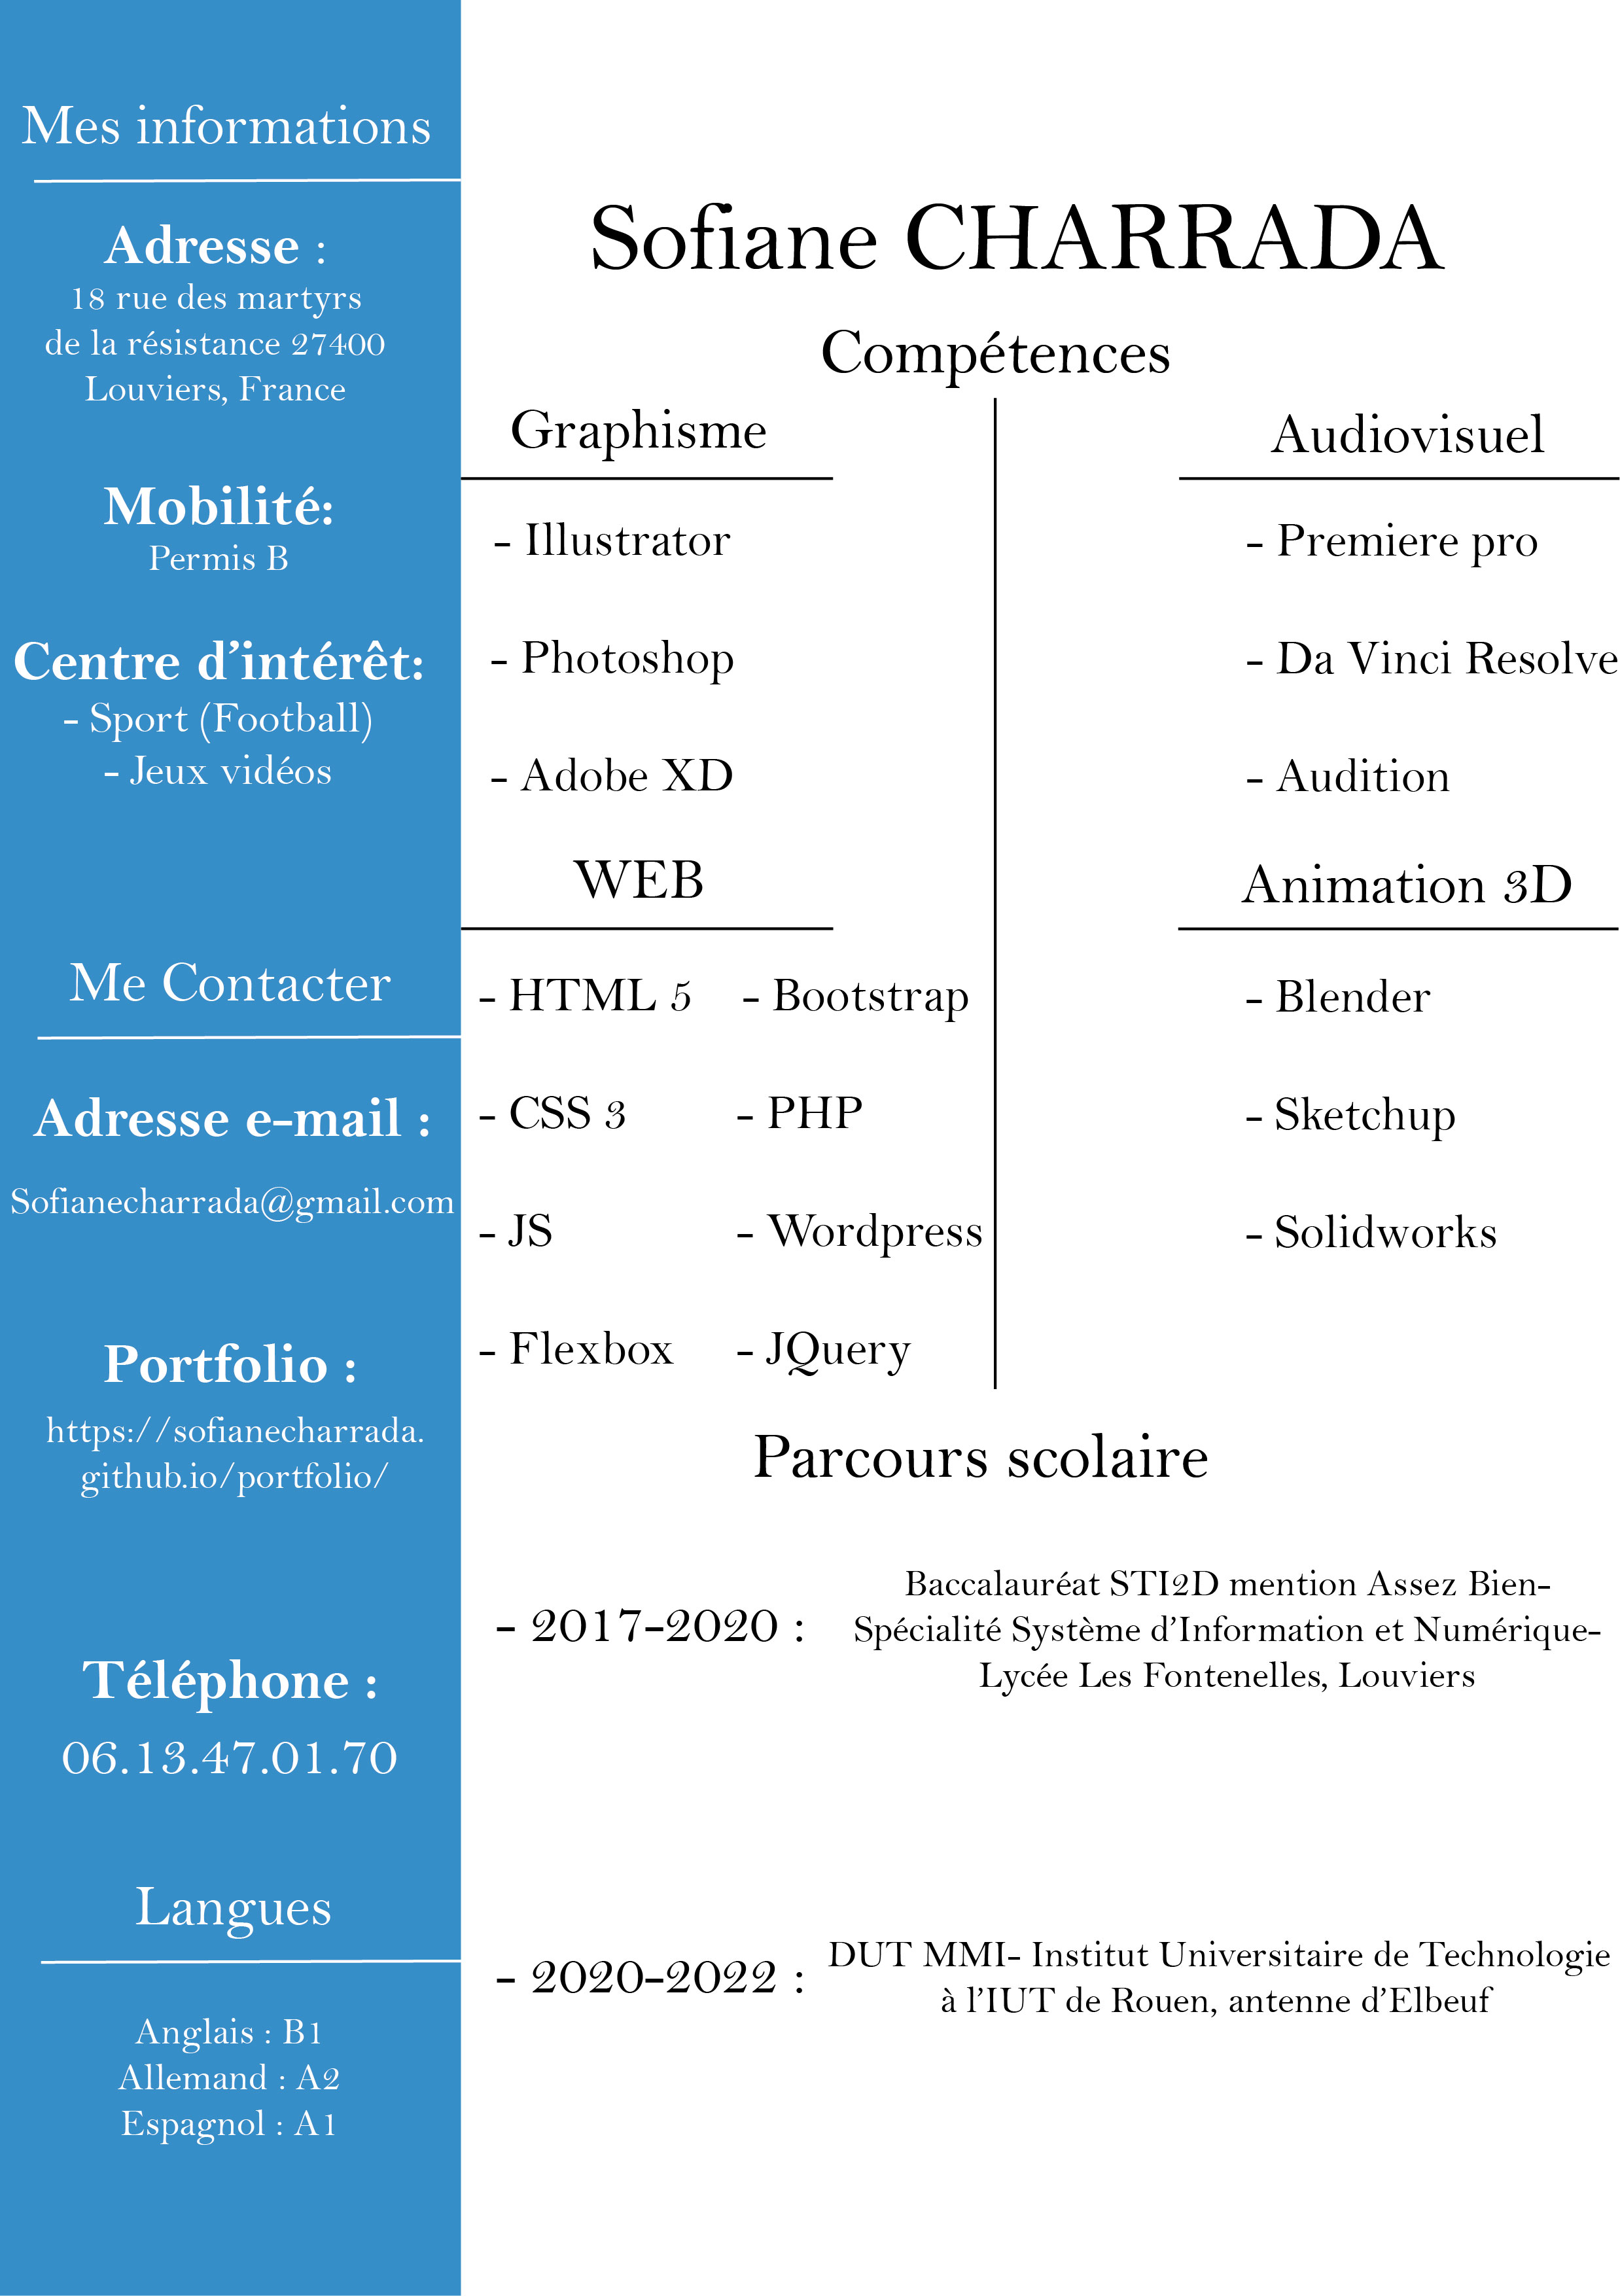 Mes informations
Adresse :
18 rue des martyrs
de la résistance 27400
Louviers, France
Mobilité:
Permis B
Centre d’intérêt:
- Sport (Football)
- Jeux vidéos
Me Contacter
Adresse e-mail :
Sofianecharrada@gmail.com
Portfolio :
https://sofianecharrada.
github.io/portfolio/
Téléphone :
06.13.47.01.70
Langues
Anglais : B1
Allemand : A2
Espagnol : A1
Sofiane CHARRADA
Compétences
Graphisme
- Illustrator
- Photoshop
- Adobe XD
WEB
- HTML 5
- CSS 3
- JS
- Flexbox
- Bootstrap
- PHP
- Wordpress
- JQuery
Audiovisuel
- Premiere pro
- Da Vinci Resolve
- Audition
Animation 3D
- Blender
- Sketchup
- Solidworks
Parcours scolaire
- 2017-2020 :
Baccalauréat STI2D mention Assez Bien-
Spécialité Système d’Information et Numérique-
Lycée Les Fontenelles, Louviers
- 2020-2022 :
DUT MMI- Institut Universitaire de Technologie
à l’IUT de Rouen, antenne d’Elbeuf